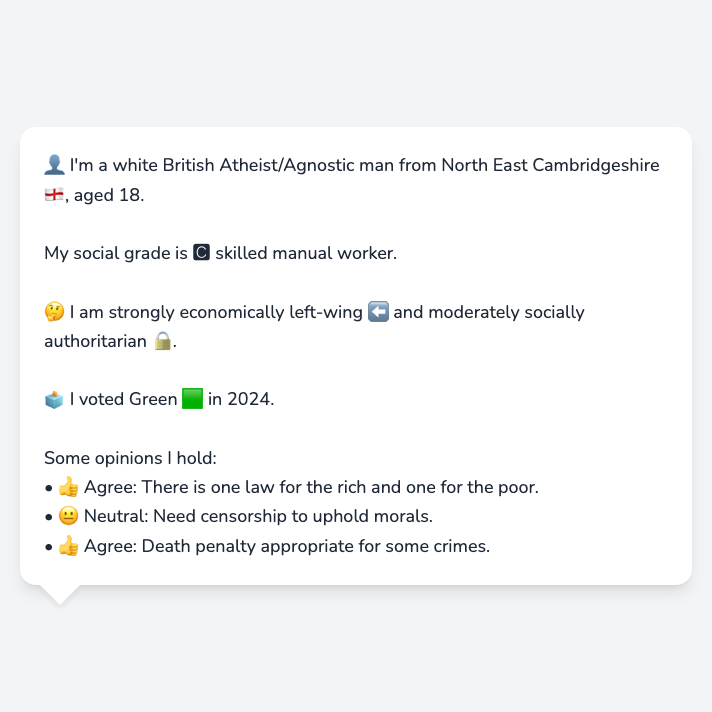 👤 I'm a white British Atheist/Agnostic man from North East Cambridgeshire
🏴󠁧󠁢󠁥󠁮󠁧󠁿, aged 18.
My social grade is 🅲 skilled manual worker.
🤔 I am strongly economically left-wing ⬅️ and moderately socially
authoritarian 🔒.
🗳️ I voted Green 🟩 in 2024.
Some opinions I hold:
• 👍 Agree: There is one law for the rich and one for the poor.
• 😐 Neutral: Need censorship to uphold morals.
• 👍 Agree: Death penalty appropriate for some crimes.